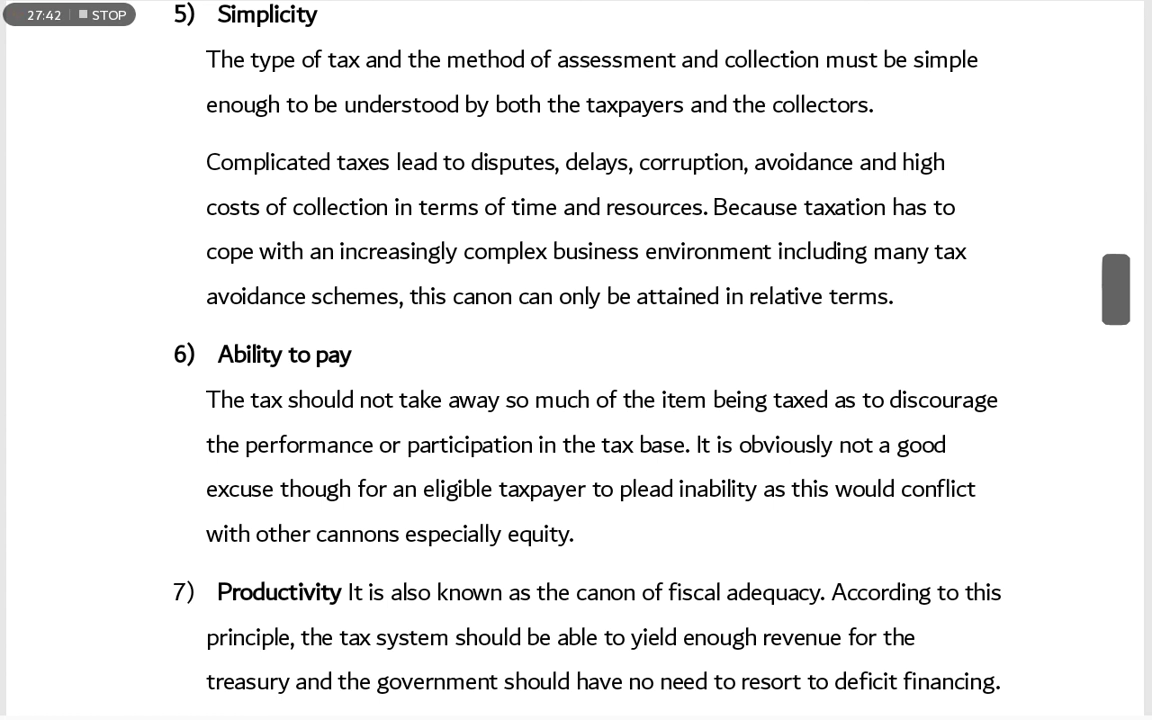 27:42 STOP
5) Simplicity
The type of tax and the method of assessment and collection must be simple
enough to be understood by both the taxpayers and the collectors.
Complicated taxes lead to disputes, delays, corruption, avoidance and high
costs of collection in terms of time and resources. Because taxation has to
cope with an increasingly complex business environment including many tax
avoidance schemes, this canon can only be attained in relative terms.
6) Ability to pay
The tax should not take away so much of the item being taxed as to discourage
the performance or participation in the tax base. It is obviously not a good
excuse though for an eligible taxpayer to plead inability as this would conflict
with other cannons especially equity.
7) Productivity It is also known as the canon of fiscal adequacy. According to this
principle, the tax system should be able to yield enough revenue for the
treasury and the government should have no need to resort to deficit financing.